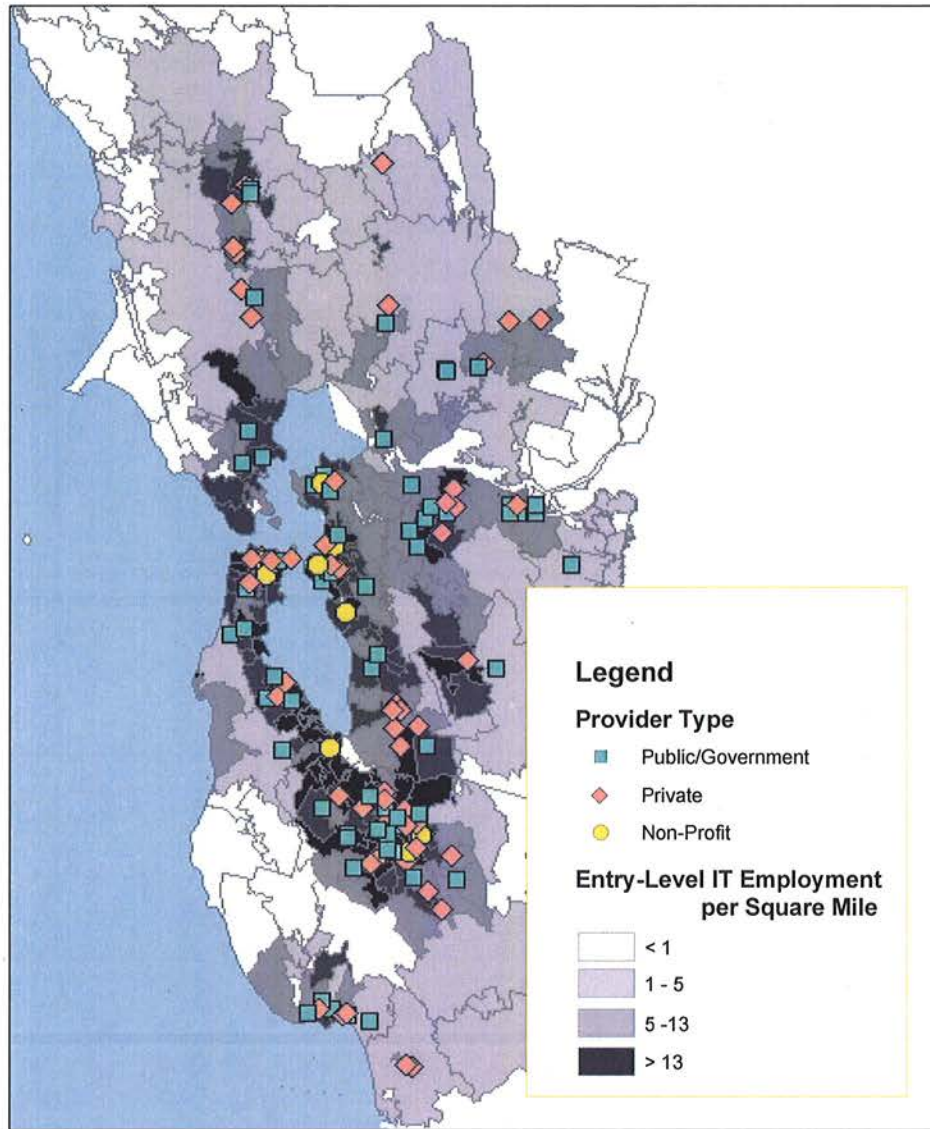 Legend
Provider Type
Public/Government
Private
Non-Profit
Entry-Level IT Employment
per Square Mile
< 1
1 - 5
5 -13
> 13